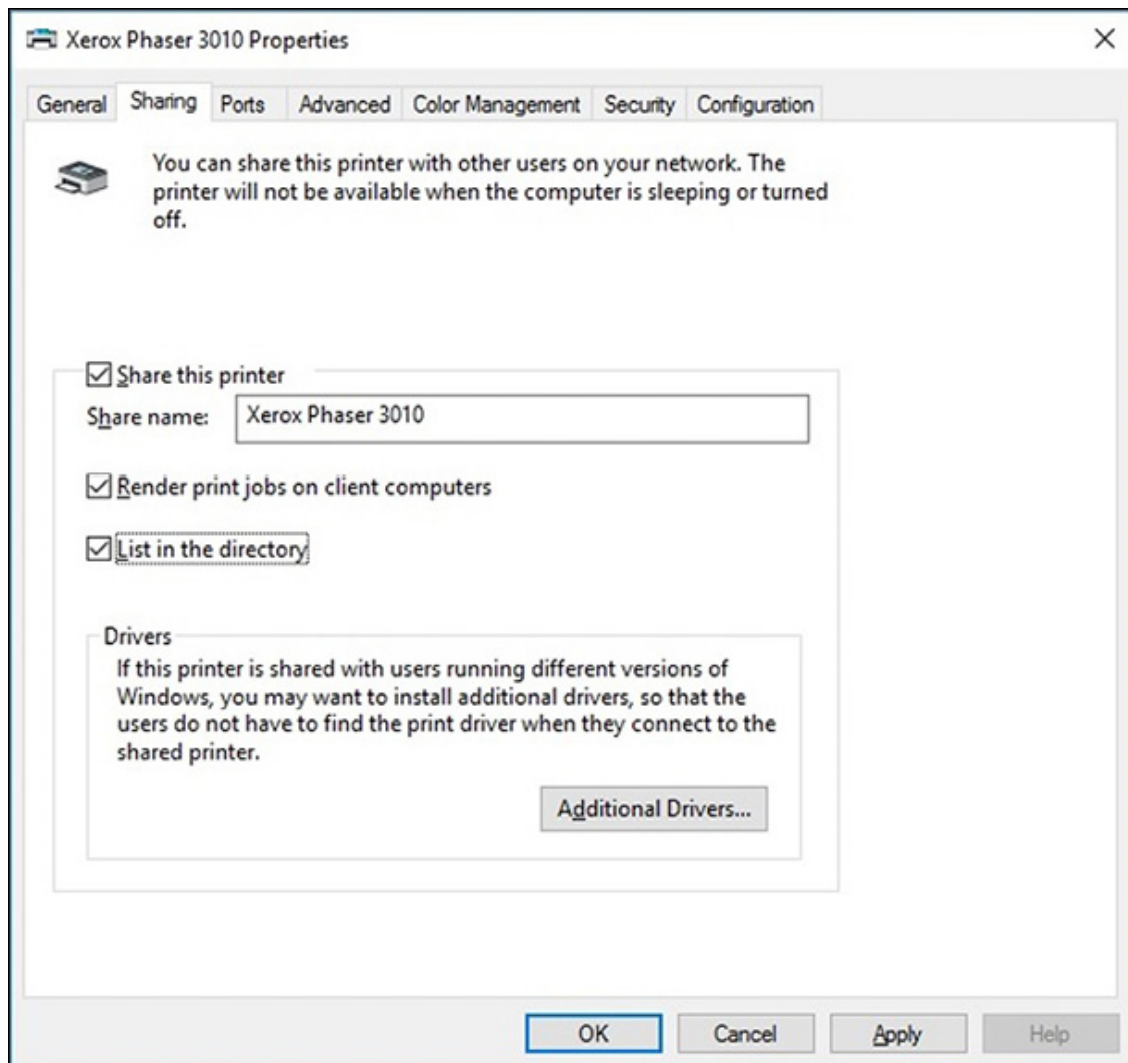 Xerox Phaser 3010 Properties
General Sharing Ports Advanced Color Management Security Configuration
You can share this printer with other users on your network. The
printer will not be available when the computer is sleeping or turned
off.
Share this printer
Share name: Xerox Phaser 3010
Render print jobs on client computers
List in the directory
Drivers
If this printer is shared with users running different versions of
Windows, you may want to install additional drivers, so that the
users do not have to find the print driver when they connect to the
shared printer.
Additional Drivers...
OK Cancel Apply Help